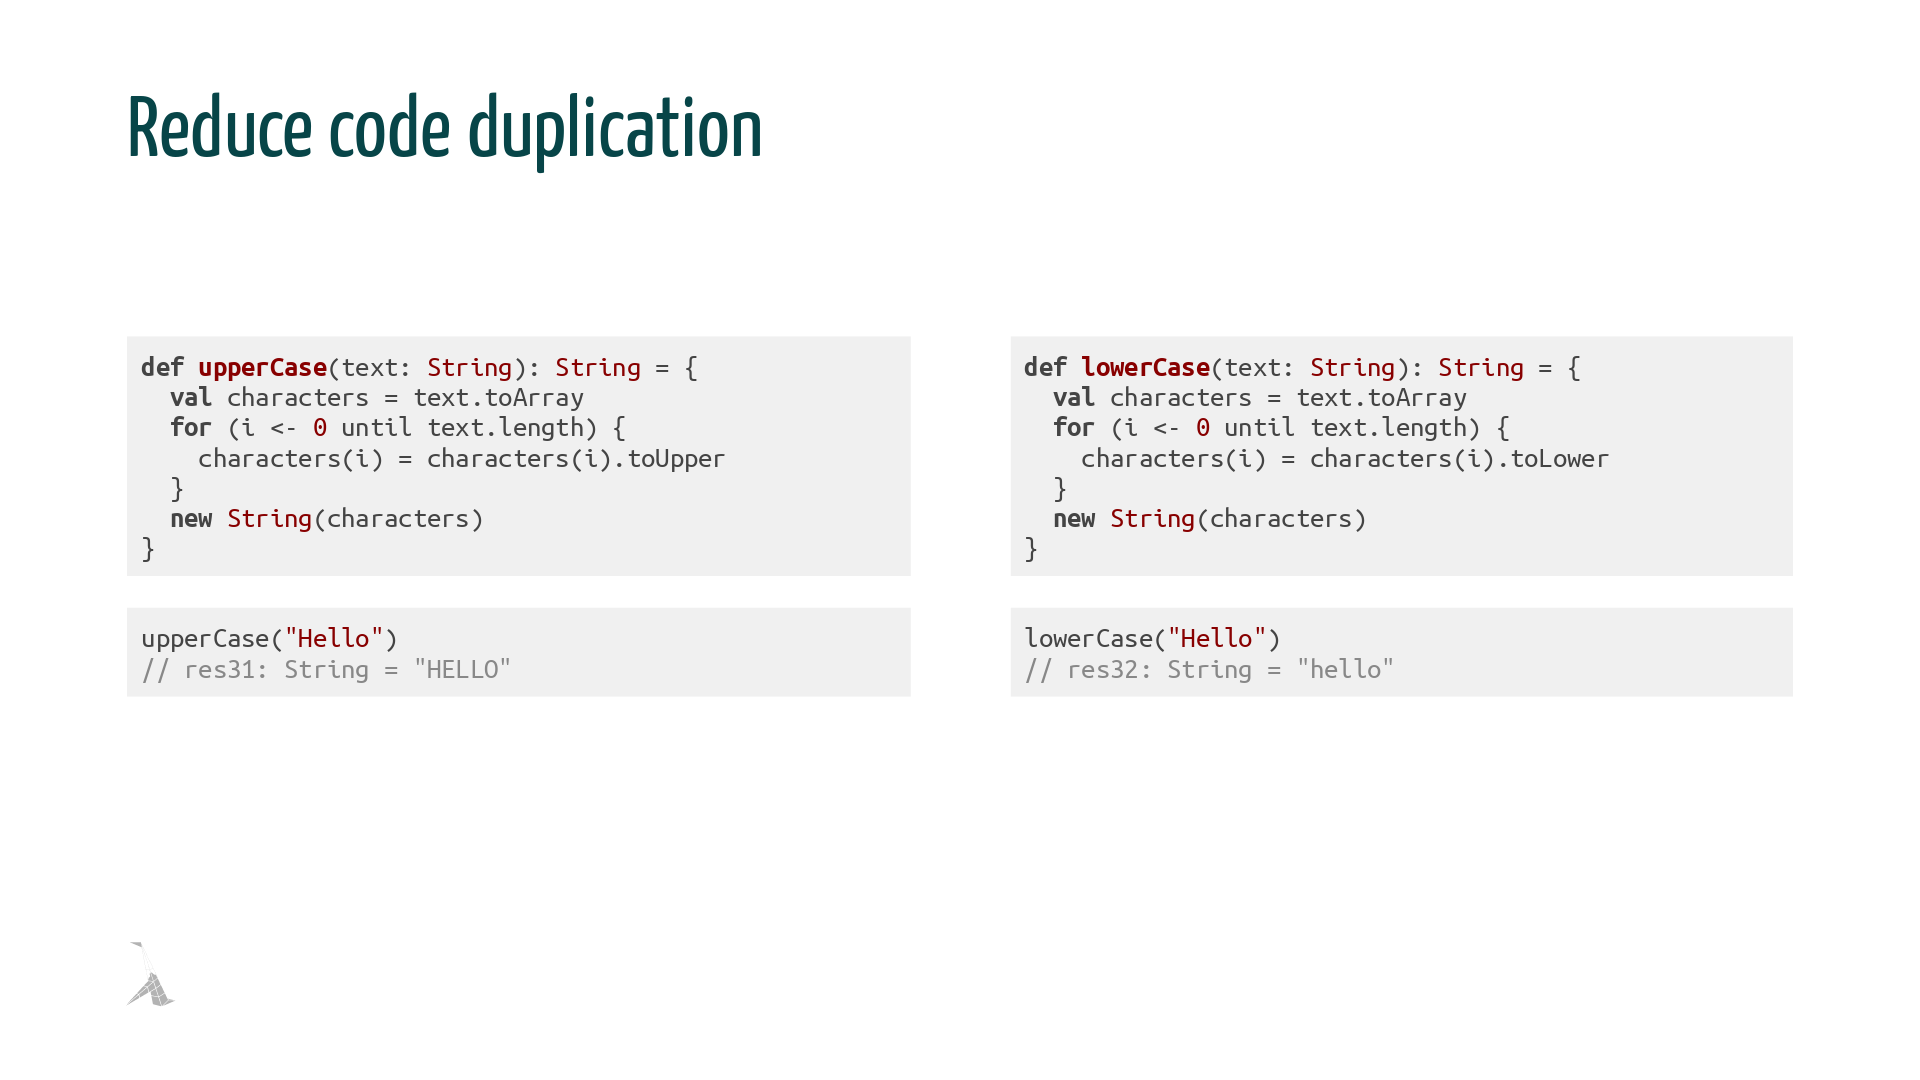 Reduce code duplication
def upperCase(text: String): String = {
  val characters = text.toArray
  for (i <- 0 until text.length) {
    characters(i) = characters(i).toUpper
  }
  new String(characters)
}
upperCase("Hello")
// res31: String = "HELLO"
def lowerCase(text: String): String = {
  val characters = text.toArray
  for (i <- 0 until text.length) {
    characters(i) = characters(i).toLower
  }
  new String(characters)
}
lowerCase("Hello")
// res32: String = "hello"